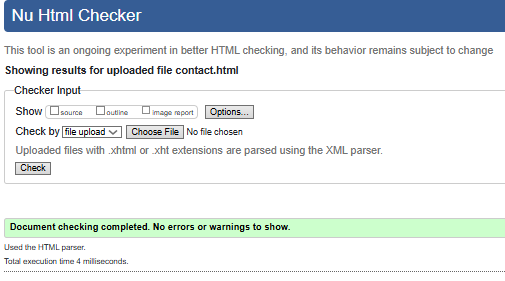 Nu Html Checker
This tool is an ongoing experiment in better HTML checking, and its behavior remains subject to change
Showing results for uploaded file contact.html
Checker Input
Show source outline image report Options...
Check by file upload Choose File No file chosen
Uploaded files with .xhtml or .xht extensions are parsed using the XML parser.
Check
Document checking completed. No errors or warnings to show.
Used the HTML parser.
Total execution time 4 milliseconds.